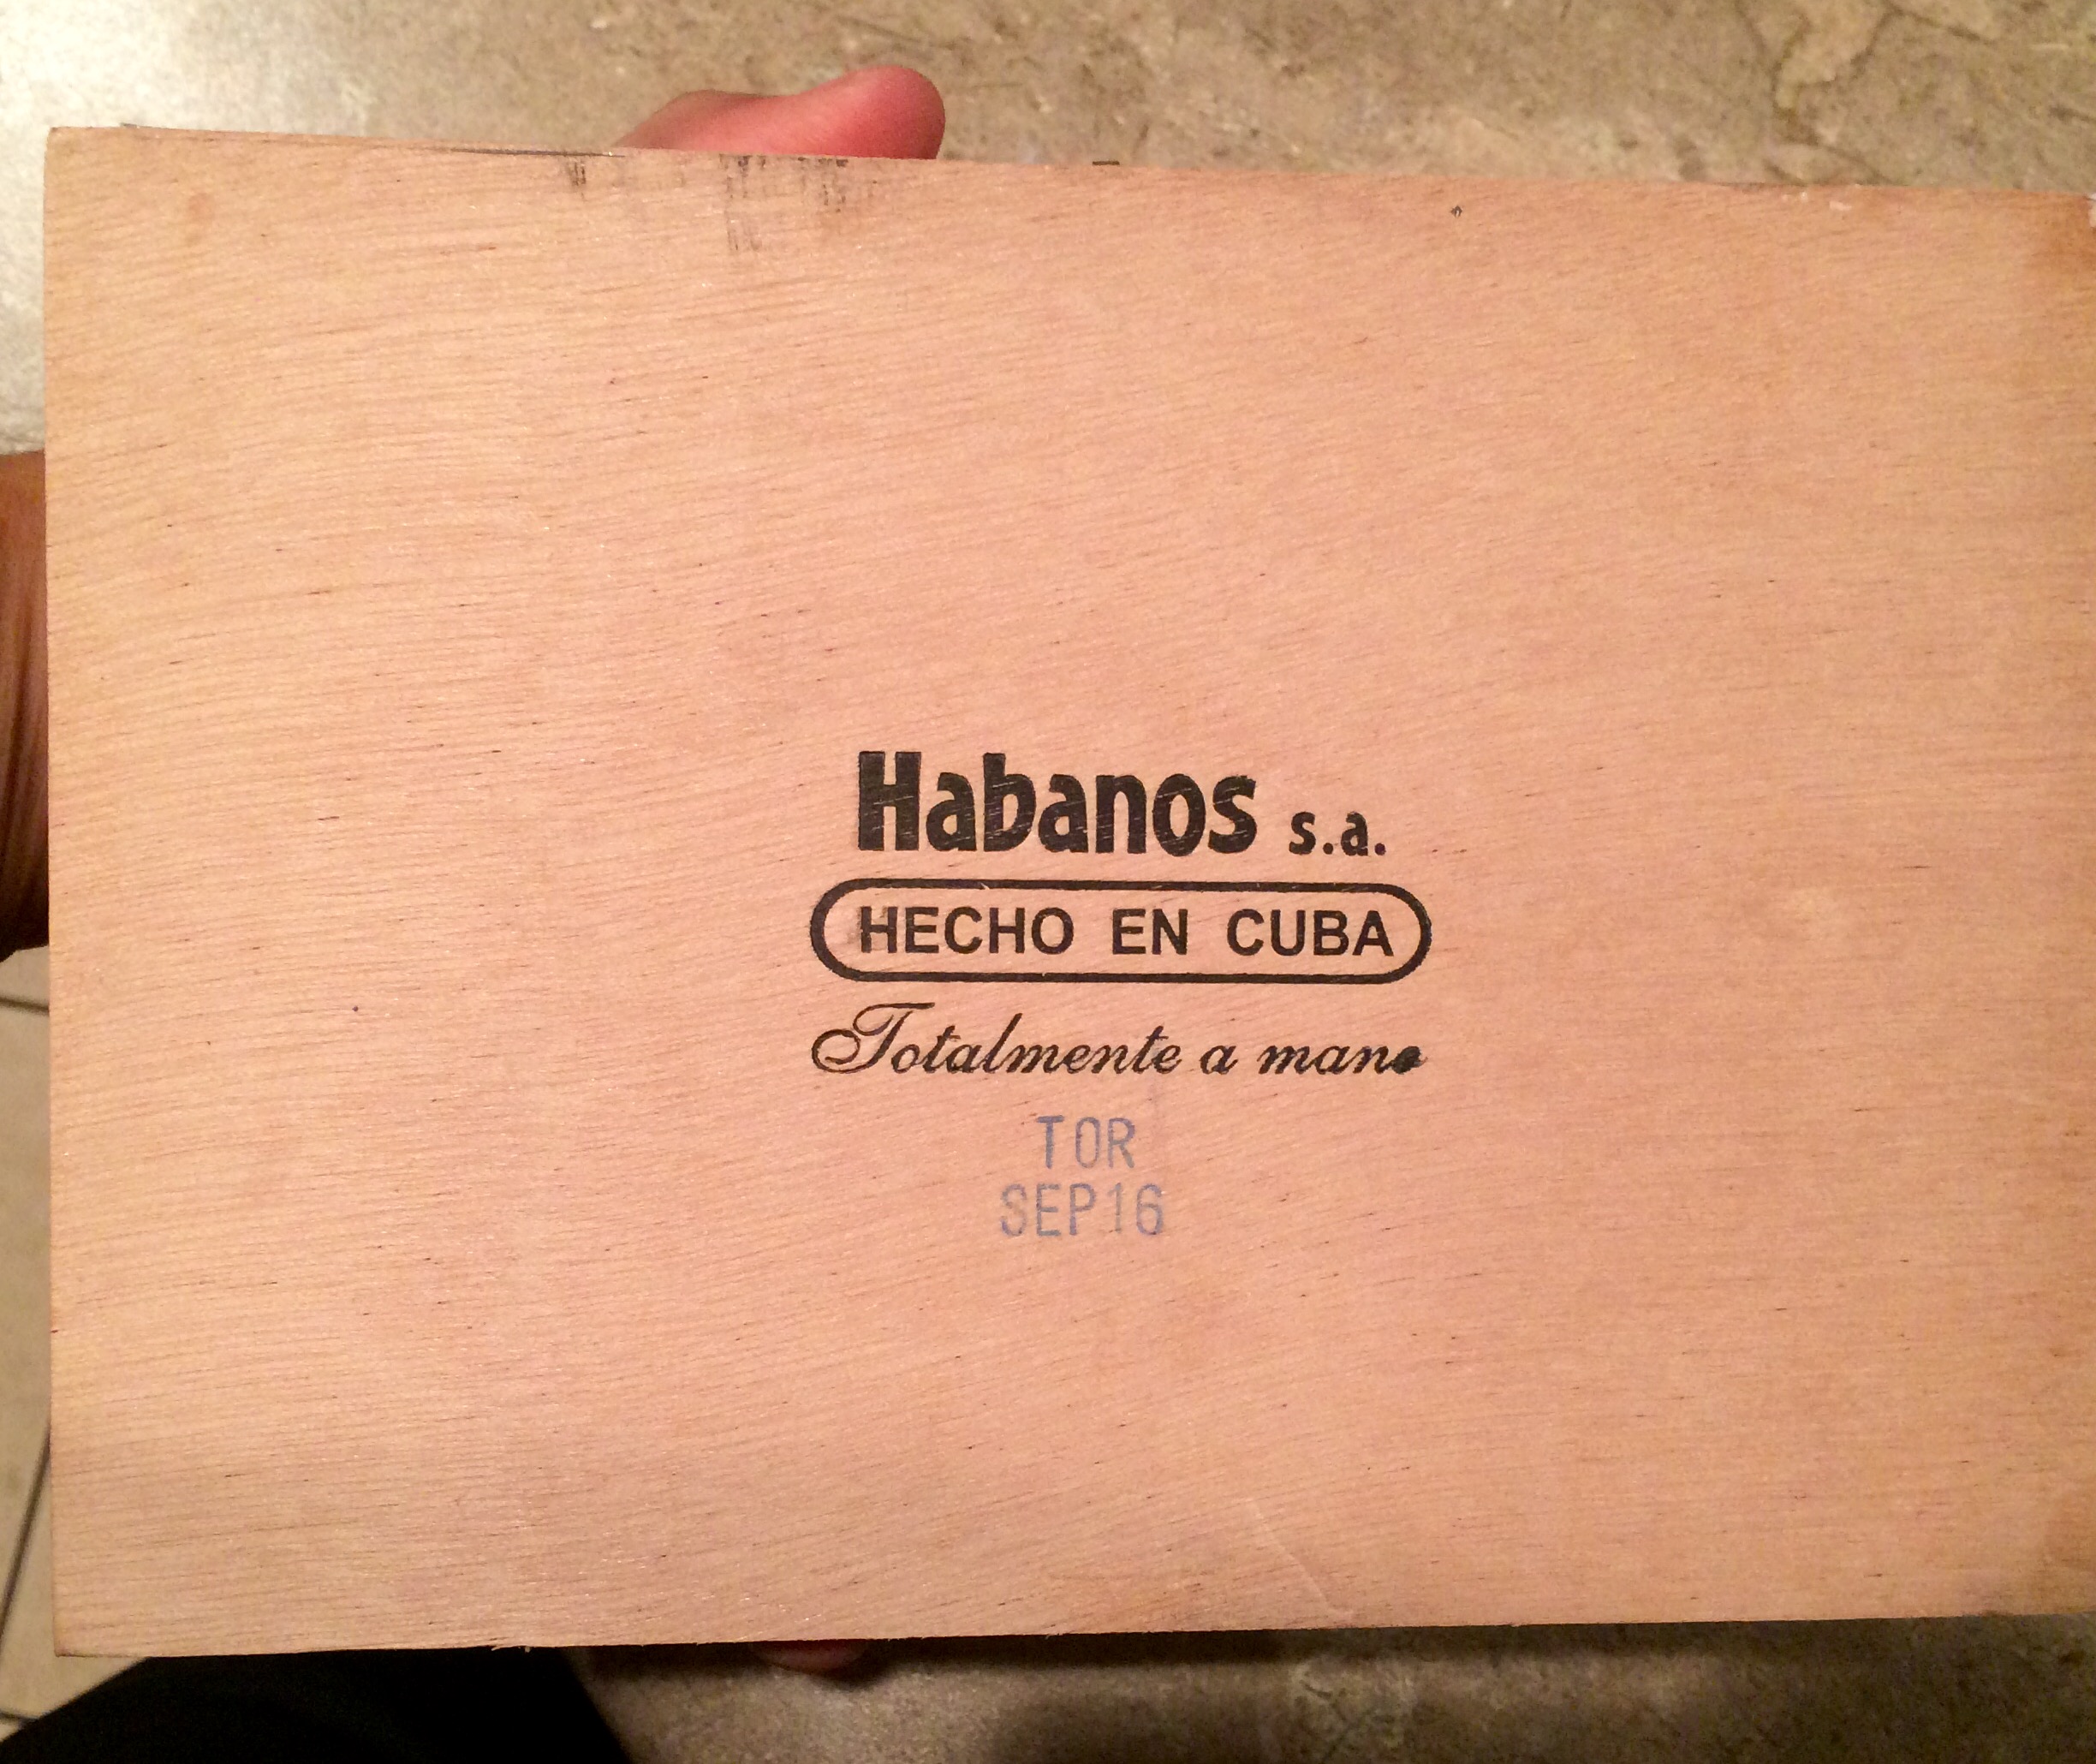 Habanos s.a.
HECHO EN CUBA
Totalmente a mano
TOR
SEP16